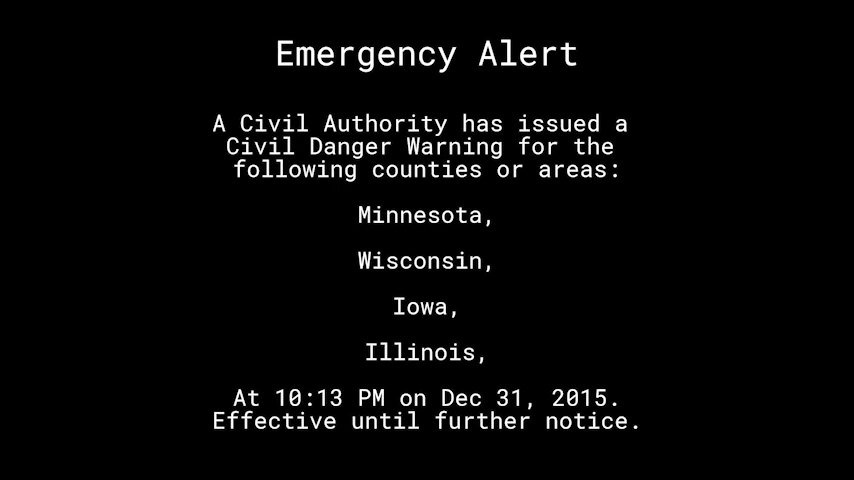 Emergency Alert
A Civil Authority has issued a
Civil Danger Warning for the
following counties or areas:
Minnesota,
Wisconsin,
Iowa,
Illinois,
At 10:13 PM on Dec 31, 2015.
Effective until further notice.